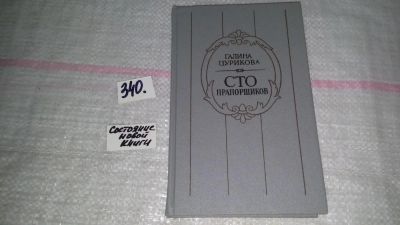 340.
Состояние
новой
книги
ГАЛИНА
ЦУРИКОВА
СТО
ПРАПОРЩИКОВ